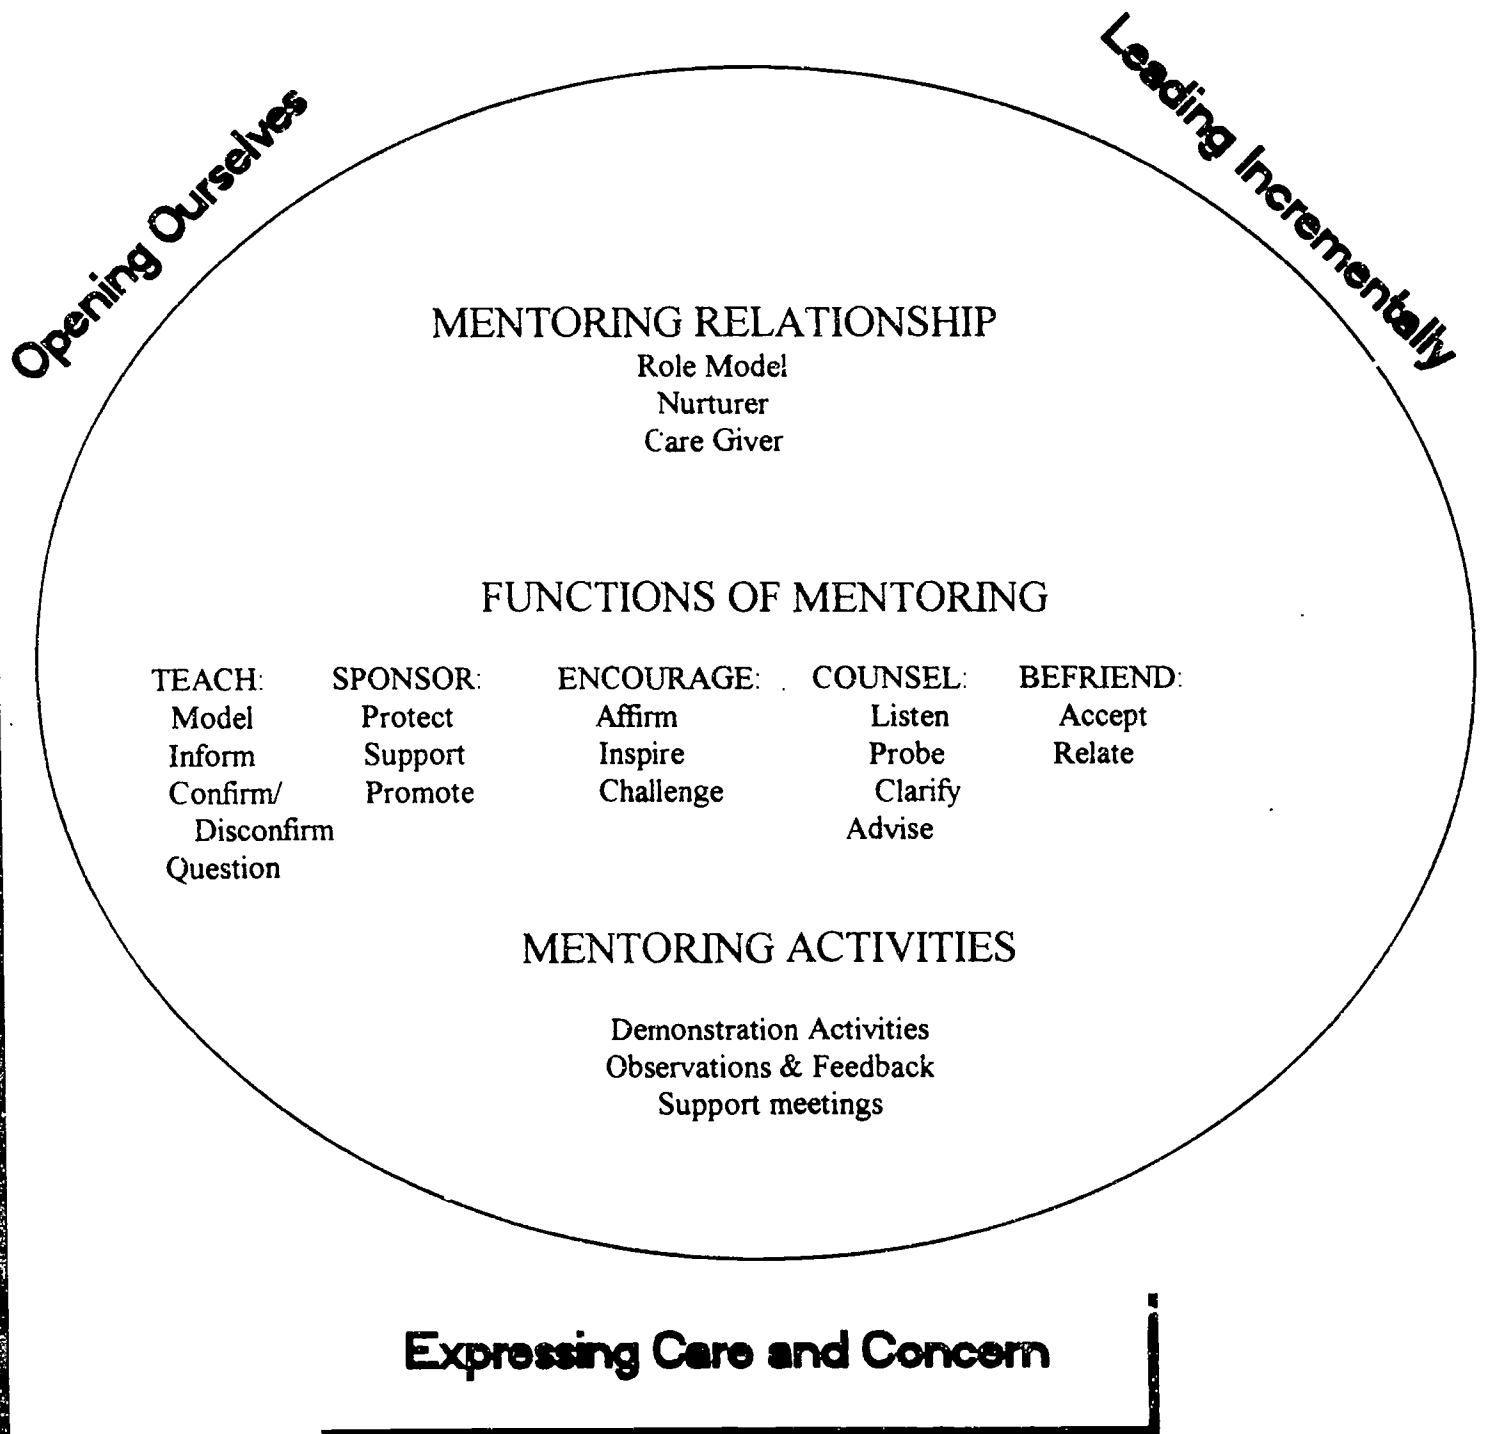 Opening Ourselves
Leading Incrementally
MENTORING RELATIONSHIP
Role Model
Nurturer
Care Giver
FUNCTIONS OF MENTORING
TEACH: SPONSOR: ENCOURAGE: COUNSEL: BEFRIEND:
Model Protect Affirm Listen Accept
Inform Support Inspire Probe Relate
Confirm/ Promote Challenge Clarify
Disconfirm Advise
Question
MENTORING ACTIVITIES
Demonstration Activities
Observations & Feedback
Support meetings
Expressing Care and Concern